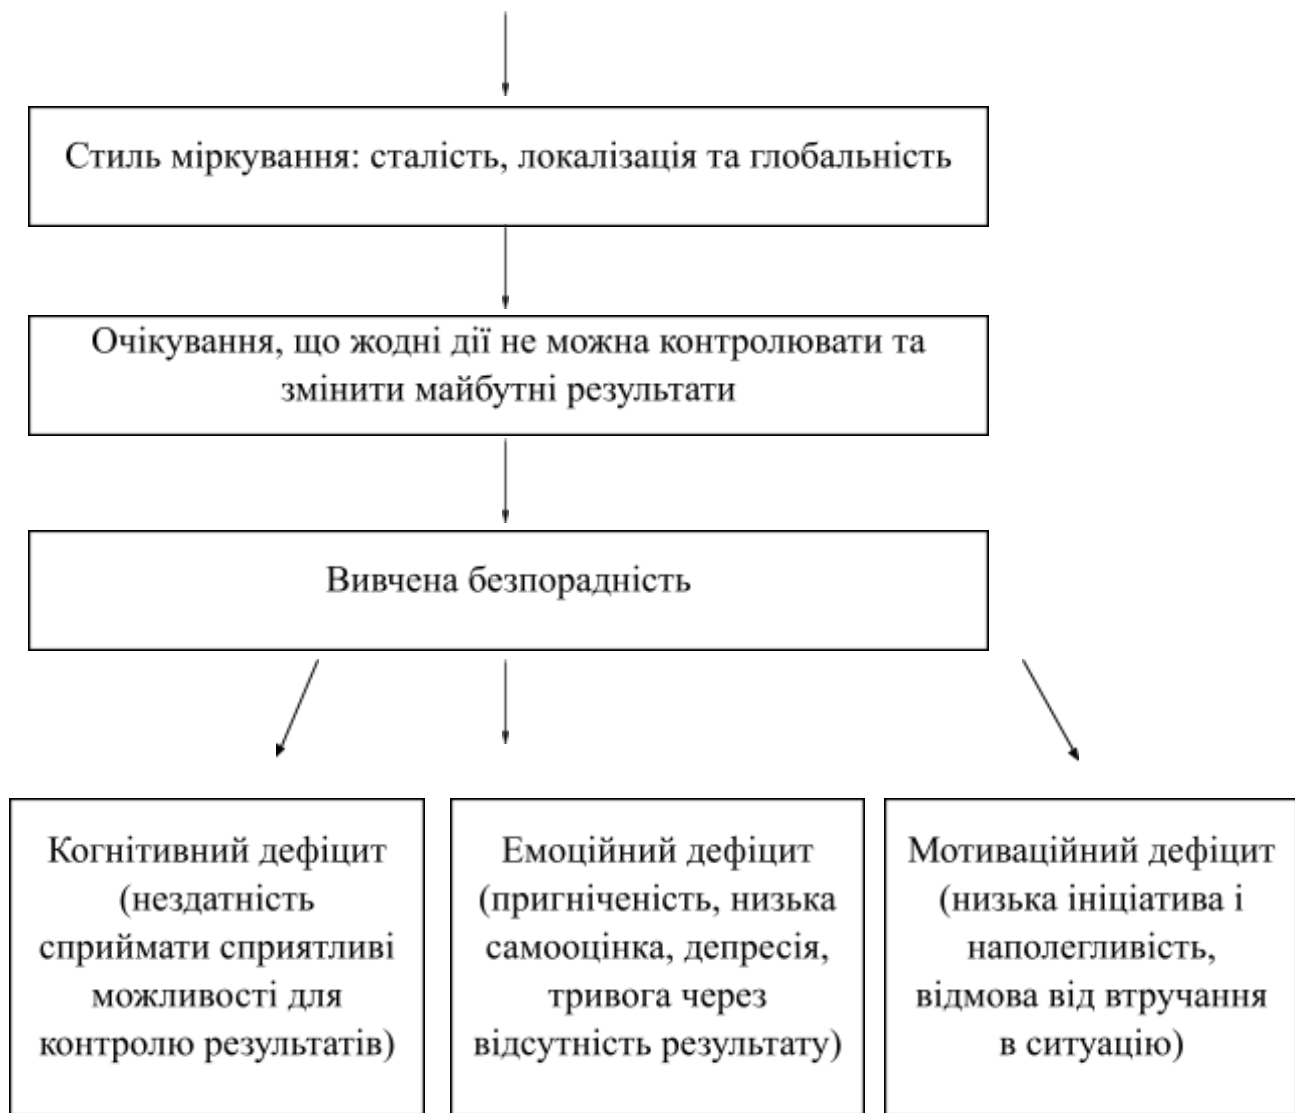 Стиль міркування: сталість, локалізація та глобальність
Очікування, що жодні дії не можна контролювати та
змінити майбутні результати
Вивчена безпорадність
Когнітивний дефіцит
(нездатність
сприймати сприятливі
можливості для
контролю результатів)
Емоційний дефіцит
(пригніченість, низька
самооцінка, депресія,
тривога через
відсутність результату)
Мотиваційний дефіцит
(низька ініціатива і
наполегливість,
відмова від втручання
в ситуацію)